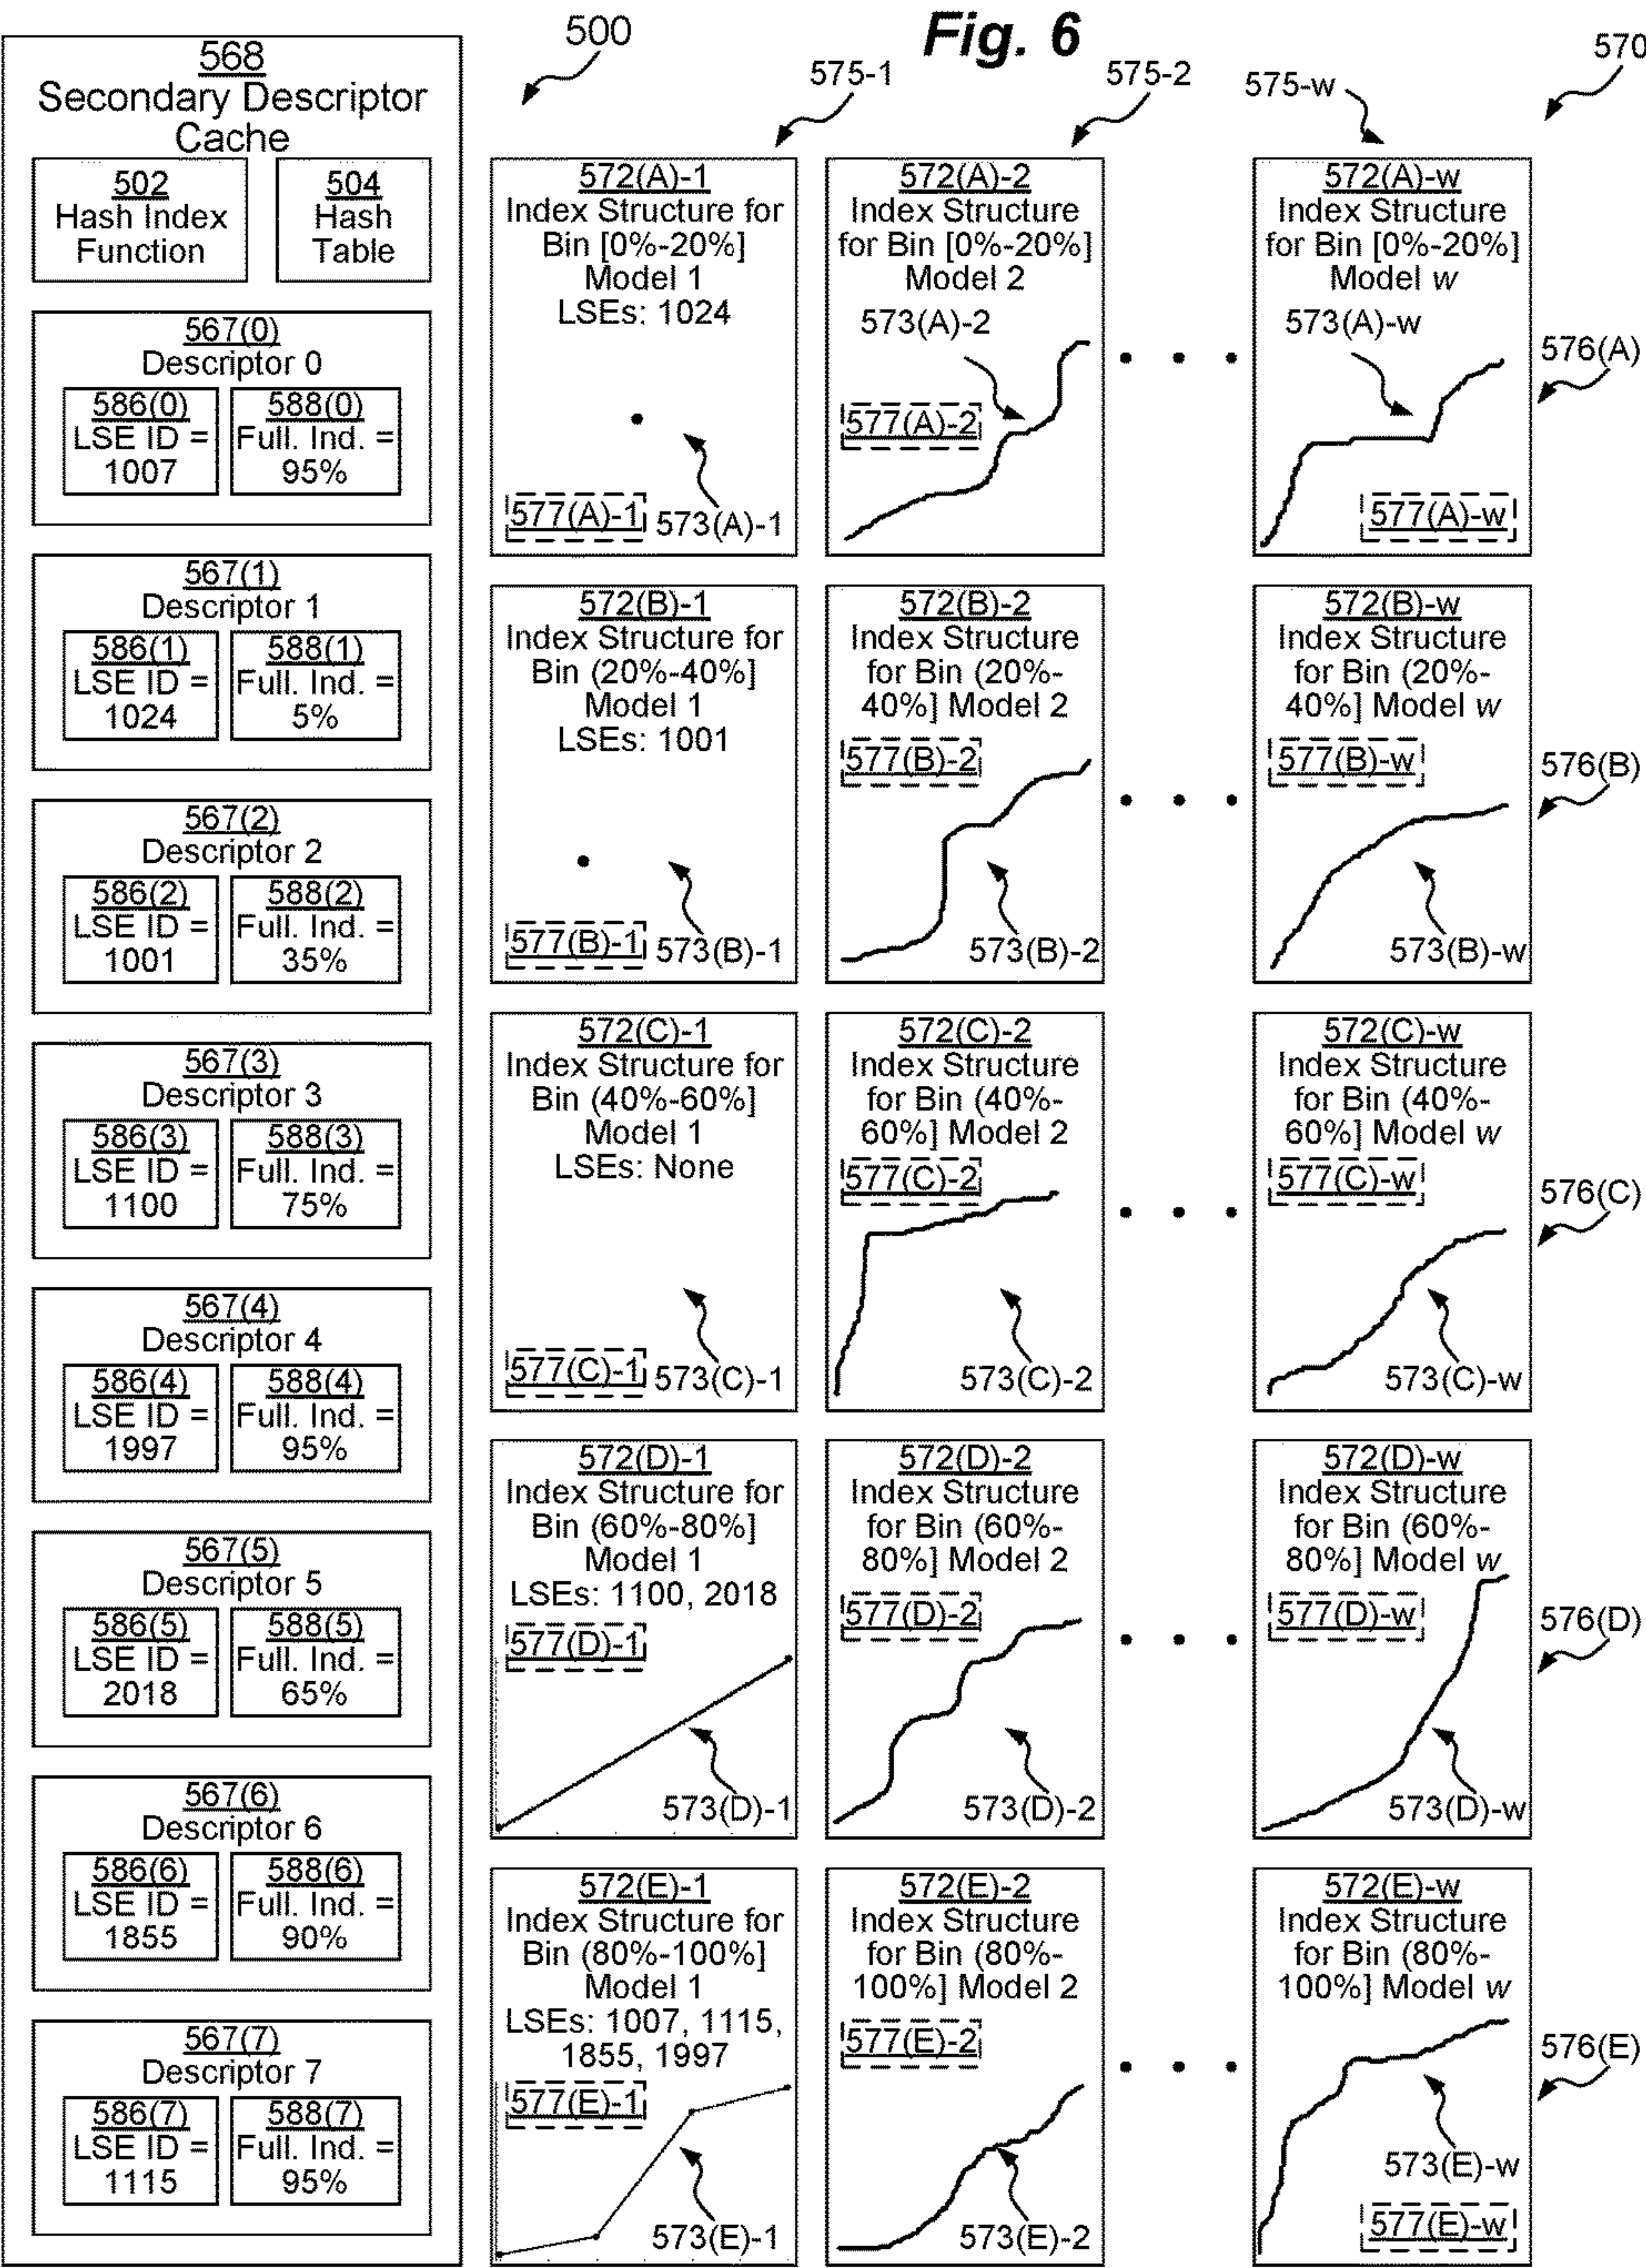 Fig. 6
500
570
575-1
575-2
575-w
568
Secondary Descriptor
Cache
502
Hash Index
Function
504
Hash
Table
567(0)
Descriptor 0
586(0)
LSE ID =
1007
588(0)
Full. Ind. =
95%
567(1)
Descriptor 1
586(1)
LSE ID =
1024
588(1)
Full. Ind. =
5%
567(2)
Descriptor 2
586(2)
LSE ID =
1001
588(2)
Full. Ind. =
35%
567(3)
Descriptor 3
586(3)
LSE ID =
1100
588(3)
Full. Ind. =
75%
567(4)
Descriptor 4
586(4)
LSE ID =
1997
588(4)
Full. Ind. =
95%
567(5)
Descriptor 5
586(5)
LSE ID =
2018
588(5)
Full. Ind. =
65%
567(6)
Descriptor 6
586(6)
LSE ID =
1855
588(6)
Full. Ind. =
90%
567(7)
Descriptor 7
586(7)
LSE ID =
1115
588(7)
Full. Ind. =
95%
572(A)-1
Index Structure for
Bin [0%-20%]
Model 1
LSEs: 1024
577(A)-1
573(A)-1
572(A)-2
Index Structure
for Bin [0%-20%]
Model 2
573(A)-2
577(A)-2
572(A)-w
Index Structure
for Bin [0%-20%]
Model w
573(A)-w
577(A)-w
576(A)
572(B)-1
Index Structure for
Bin (20%-40%]
Model 1
LSEs: 1001
577(B)-1
573(B)-1
572(B)-2
Index Structure
for Bin (20%-
40%] Model 2
577(B)-2
573(B)-2
572(B)-w
Index Structure
for Bin (20%-
40%] Model w
577(B)-w
573(B)-w
576(B)
572(C)-1
Index Structure for
Bin (40%-60%]
Model 1
LSEs: None
577(C)-1
573(C)-1
572(C)-2
Index Structure
for Bin (40%-
60%] Model 2
577(C)-2
573(C)-2
572(C)-w
Index Structure
for Bin (40%-
60%] Model w
577(C)-w
573(C)-w
576(C)
572(D)-1
Index Structure for
Bin (60%-80%]
Model 1
LSEs: 1100, 2018
577(D)-1
573(D)-1
572(D)-2
Index Structure
for Bin (60%-
80%] Model 2
577(D)-2
573(D)-2
572(D)-w
Index Structure
for Bin (60%-
80%] Model w
577(D)-w
573(D)-w
576(D)
572(E)-1
Index Structure for
Bin (80%-100%]
Model 1
LSEs: 1007, 1115,
1855, 1997
577(E)-1
573(E)-1
572(E)-2
Index Structure
for Bin (80%-
100%] Model 2
577(E)-2
573(E)-2
572(E)-w
Index Structure
for Bin (80%-
100%] Model w
573(E)-w
577(E)-w
576(E)